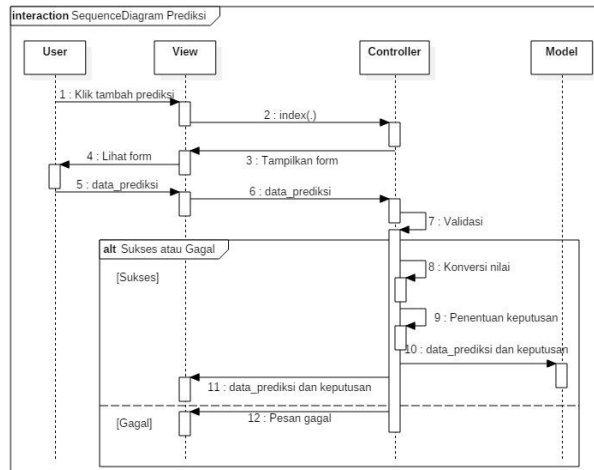 interaction SequenceDiagram Prediksi
User
View
Controller
Model
1 : Klik tambah prediksi
2 : index(.)
3 : Tampilkan form
4 : Lihat form
5 : data_prediksi
6 : data_prediksi
7 : Validasi
alt Sukses atau Gagal
[Sukses]
8 : Konversi nilai
9 : Penentuan keputusan
10 : data_prediksi dan keputusan
11 : data_prediksi dan keputusan
[Gagal]
12 : Pesan gagal